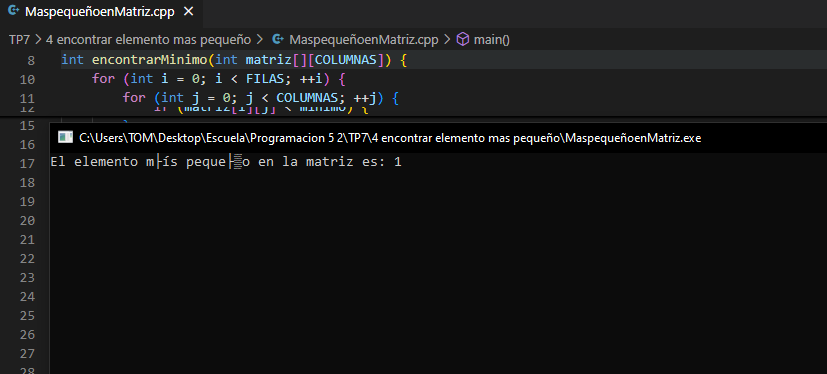 MaspequeñoenMatriz.cpp ×
TP7 > 4 encontrar elemento mas pequeño > MaspequeñoenMatriz.cpp > main()
8 int encontrarMinimo(int matriz[][COLUMNAS]) {
10 for (int i = 0; i < FILAS; ++i) {
11 for (int j = 0; j < COLUMNAS; ++j) {
12 if (matriz[i][j] < minimo) {
15
16 C:\Users\TOM\Desktop\Escuela\Programacion 5 2\TP7\4 encontrar elemento mas pequeño\MaspequeñoenMatriz.exe
17 El elemento m├ís peque├▒o en la matriz es: 1
18
19
20
21
22
23
24
25
26
27
28